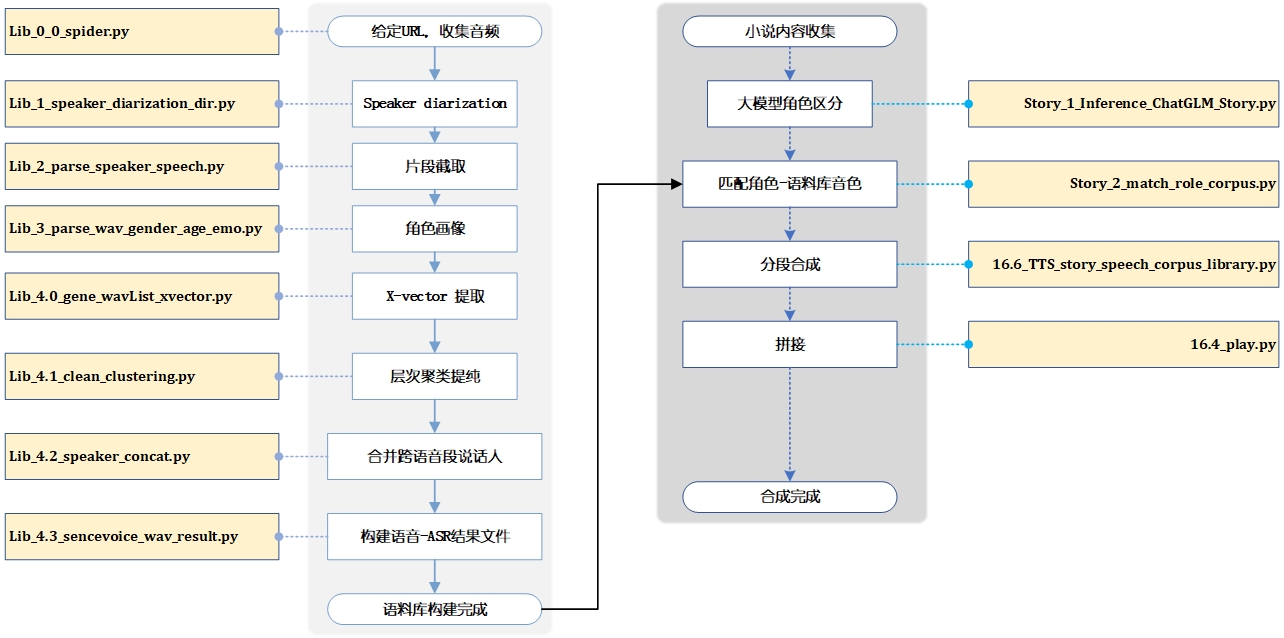 Lib_0_0_spider.py
给定URL，收集音频
Lib_1_speaker_diarization_dir.py
Speaker diarization
Lib_2_parse_speaker_speech.py
片段截取
Lib_3_parse_wav_gender_age_emo.py
角色画像
Lib_4.0_gene_wavList_xvector.py
X-vector 提取
Lib_4.1_clean_clustering.py
层次聚类提纯
Lib_4.2_speaker_concat.py
合并跨语音段说话人
Lib_4.3_sencevoice_wav_result.py
构建语音-ASR结果文件
语料库构建完成
小说内容收集
大模型角色区分
Story_1_Inference_ChatGLM_Story.py
匹配角色-语料库音色
Story_2_match_role_corpus.py
分段合成
16.6_TTS_story_speech_corpus_library.py
拼接
16.4_play.py
合成完成